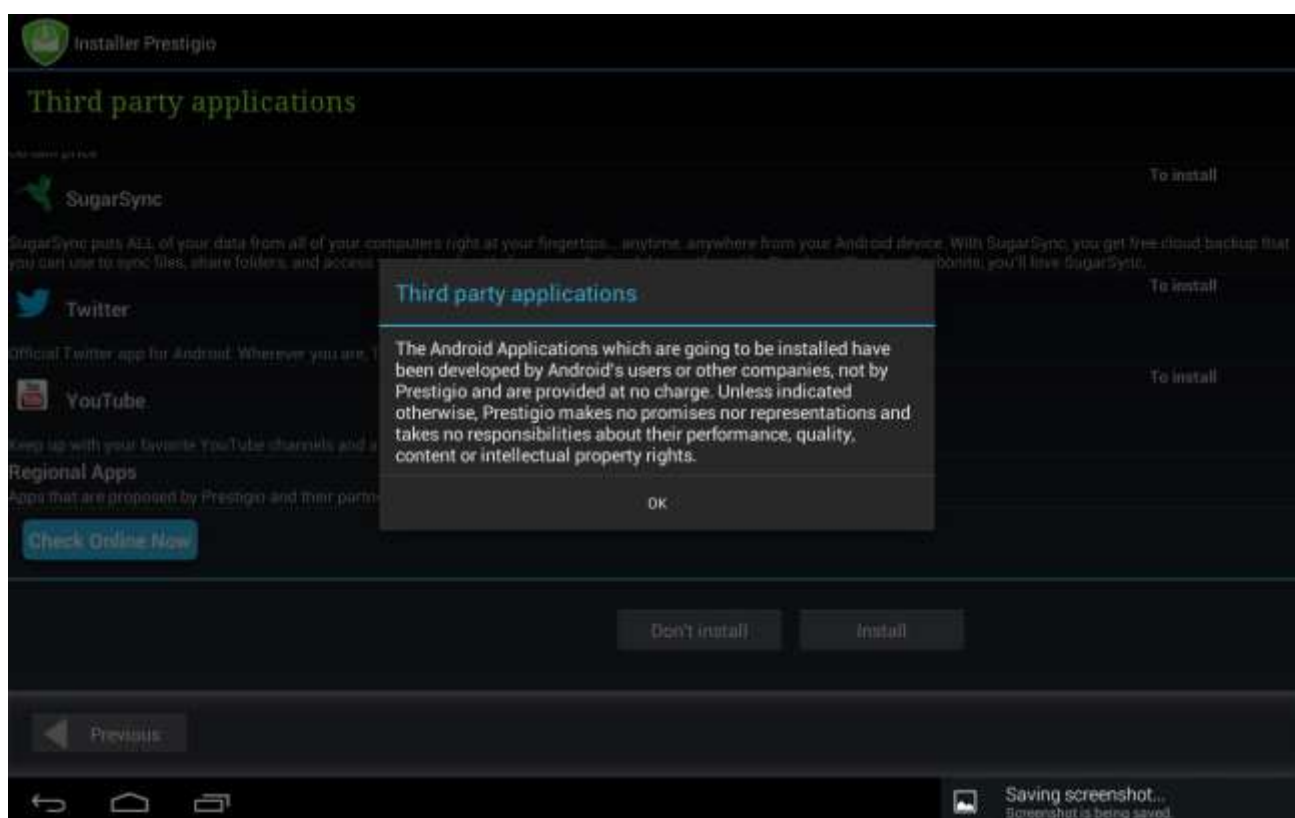 Installer Prestigio
Third party applications
To install
SugarSync
SugarSync puts ALL of your data from all of your computers right at your fingertips... anytime, anywhere from your Android device. With SugarSync, you get free cloud backup that
you can use to sync files, share folders, and access you'll love SugarSync.
To install
Twitter
Official Twitter app for Android. Wherever you are,
To install
YouTube
Keep up with your favorite YouTube channels and
Regional Apps
Apps that are proposed by Prestigio and their
Check Online Now
Third party applications
The Android Applications which are going to be installed have
been developed by Android's users or other companies, not by
Prestigio and are provided at no charge. Unless indicated
otherwise, Prestigio makes no promises nor representations and
takes no responsibilities about their performance, quality,
content or intellectual property rights.
OK
Don't install
Install
Previous
Saving screenshot...
Screenshot is being saved.